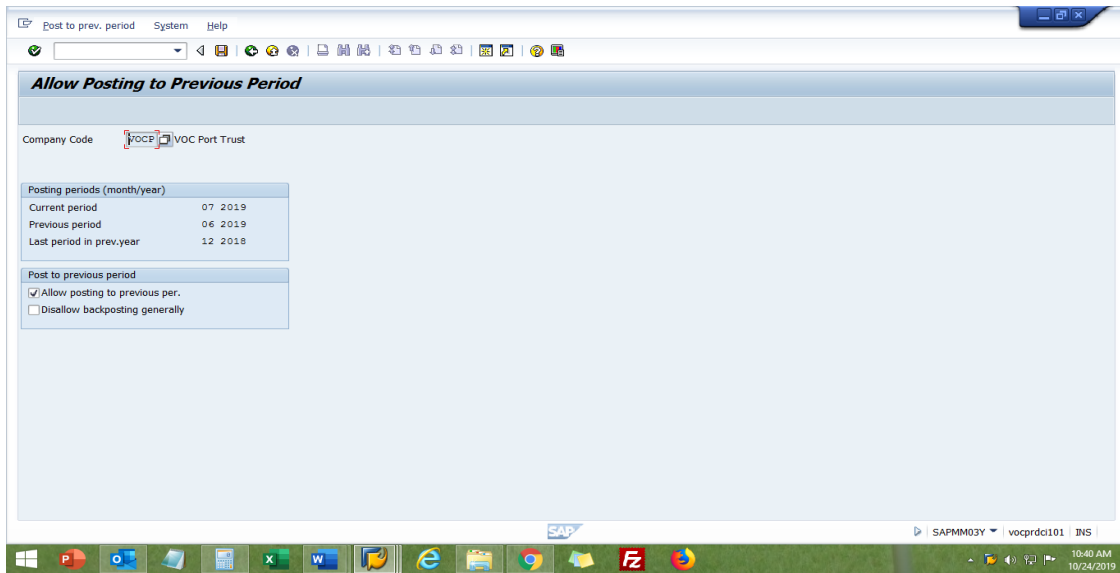 Post to prev. period System Help
Allow Posting to Previous Period
Company Code VOCP VOC Port Trust
Posting periods (month/year)
Current period 07 2019
Previous period 06 2019
Last period in prev.year 12 2018
Post to previous period
Allow posting to previous per.
Disallow backposting generally
SAP
SAPMM03Y vocprdci101 INS
10:40 AM
10/24/2019